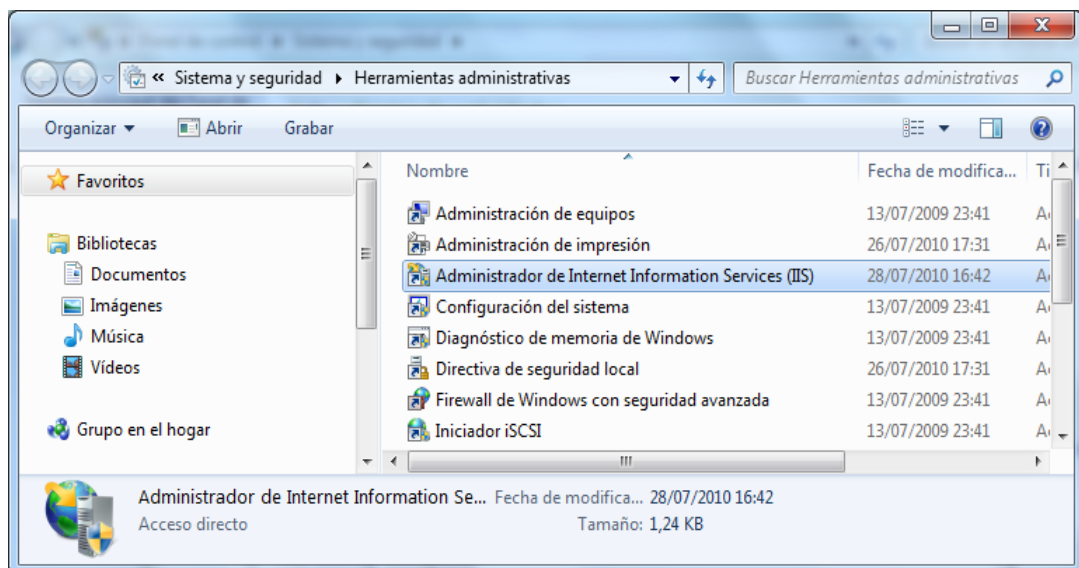 « Sistema y seguridad Herramientas administrativas Buscar Herramientas administrativas
Organizar Abrir Grabar
Favoritos
Bibliotecas
Documentos
Imágenes
Música
Vídeos
Grupo en el hogar
Nombre Fecha de modifica... Ti
Administración de equipos 13/07/2009 23:41 A
Administración de impresión 26/07/2010 17:31 A
Administrador de Internet Information Services (IIS) 28/07/2010 16:42 A
Configuración del sistema 13/07/2009 23:41 A
Diagnóstico de memoria de Windows 13/07/2009 23:41 A
Directiva de seguridad local 26/07/2010 17:31 A
Firewall de Windows con seguridad avanzada 13/07/2009 23:41 A
Iniciador iSCSI 13/07/2009 23:41 A
Administrador de Internet Information Se... Fecha de modifica... 28/07/2010 16:42
Acceso directo Tamaño: 1,24 KB